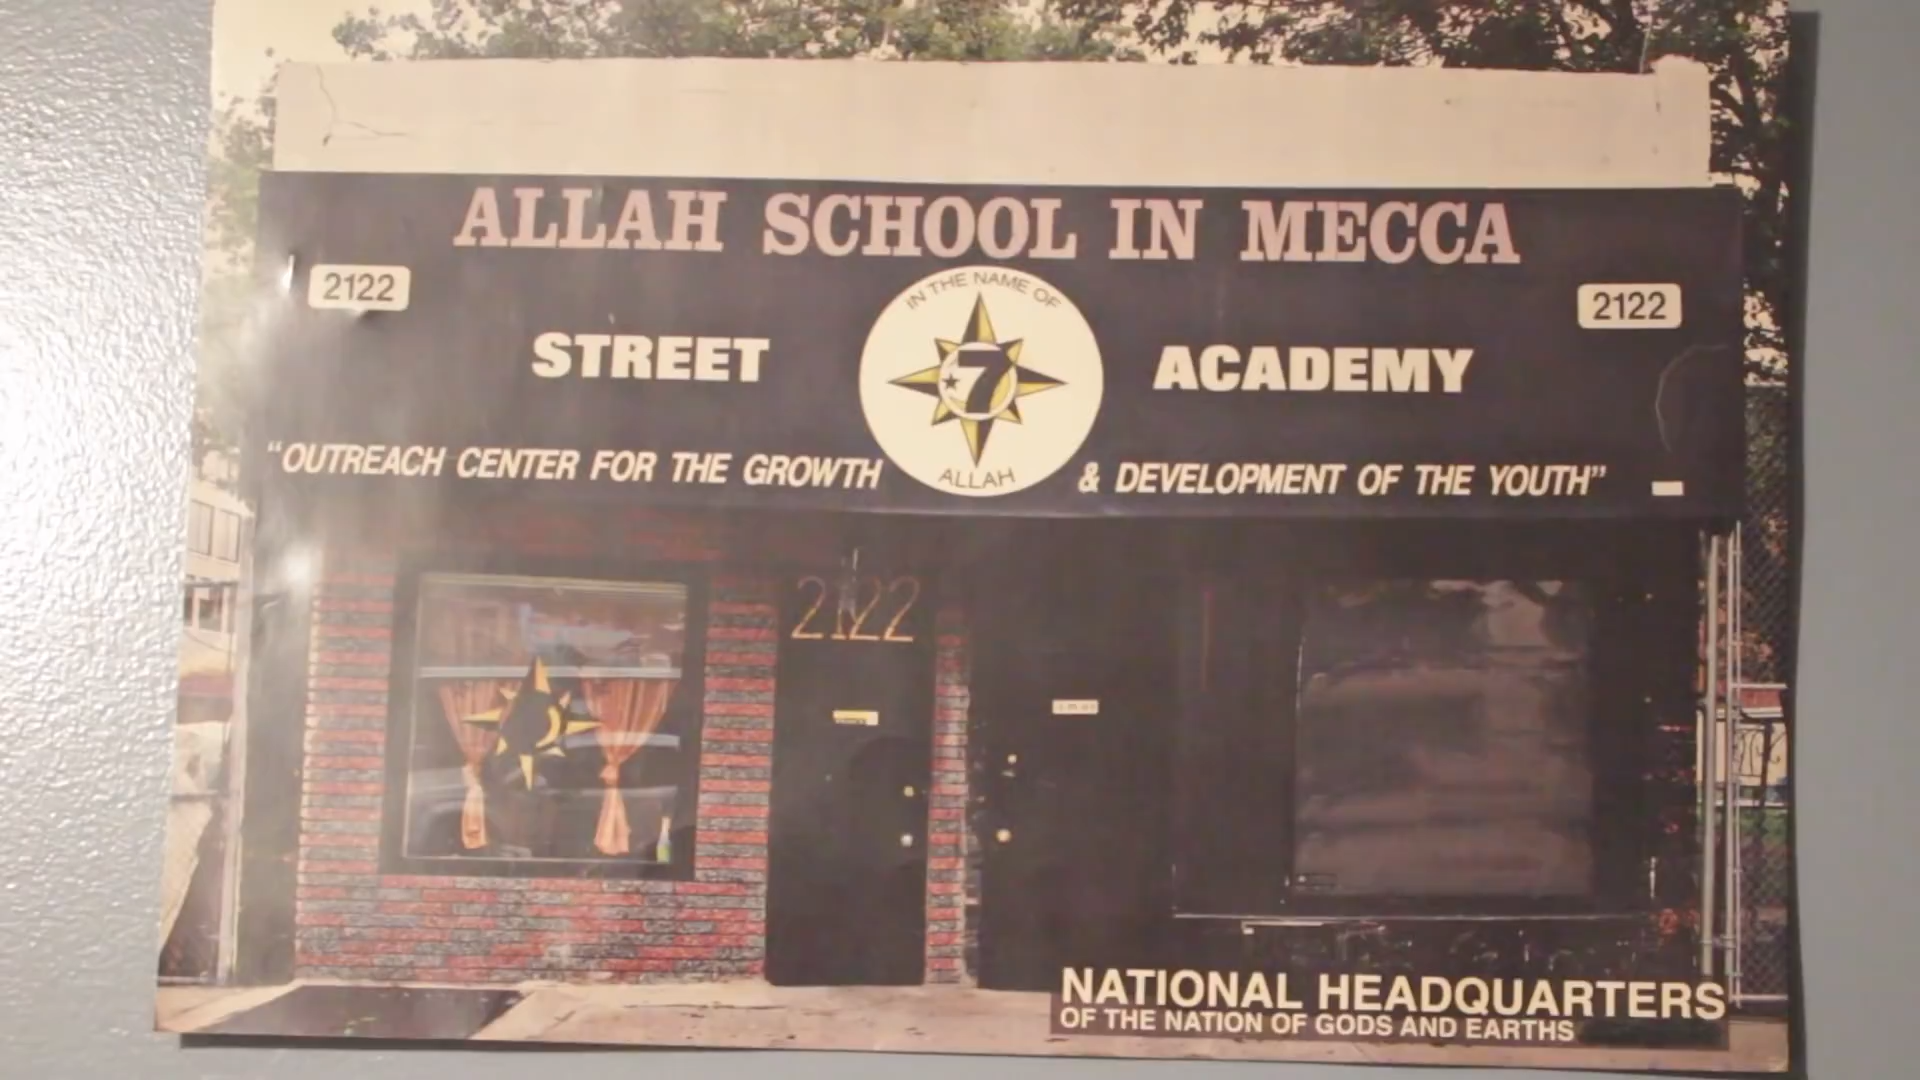 ALLAH SCHOOL IN MECCA
2122
2122
IN THE NAME OF
7
ALLAH
STREET ACADEMY
"OUTREACH CENTER FOR THE GROWTH & DEVELOPMENT OF THE YOUTH"
2122
NATIONAL HEADQUARTERS
OF THE NATION OF GODS AND EARTHS